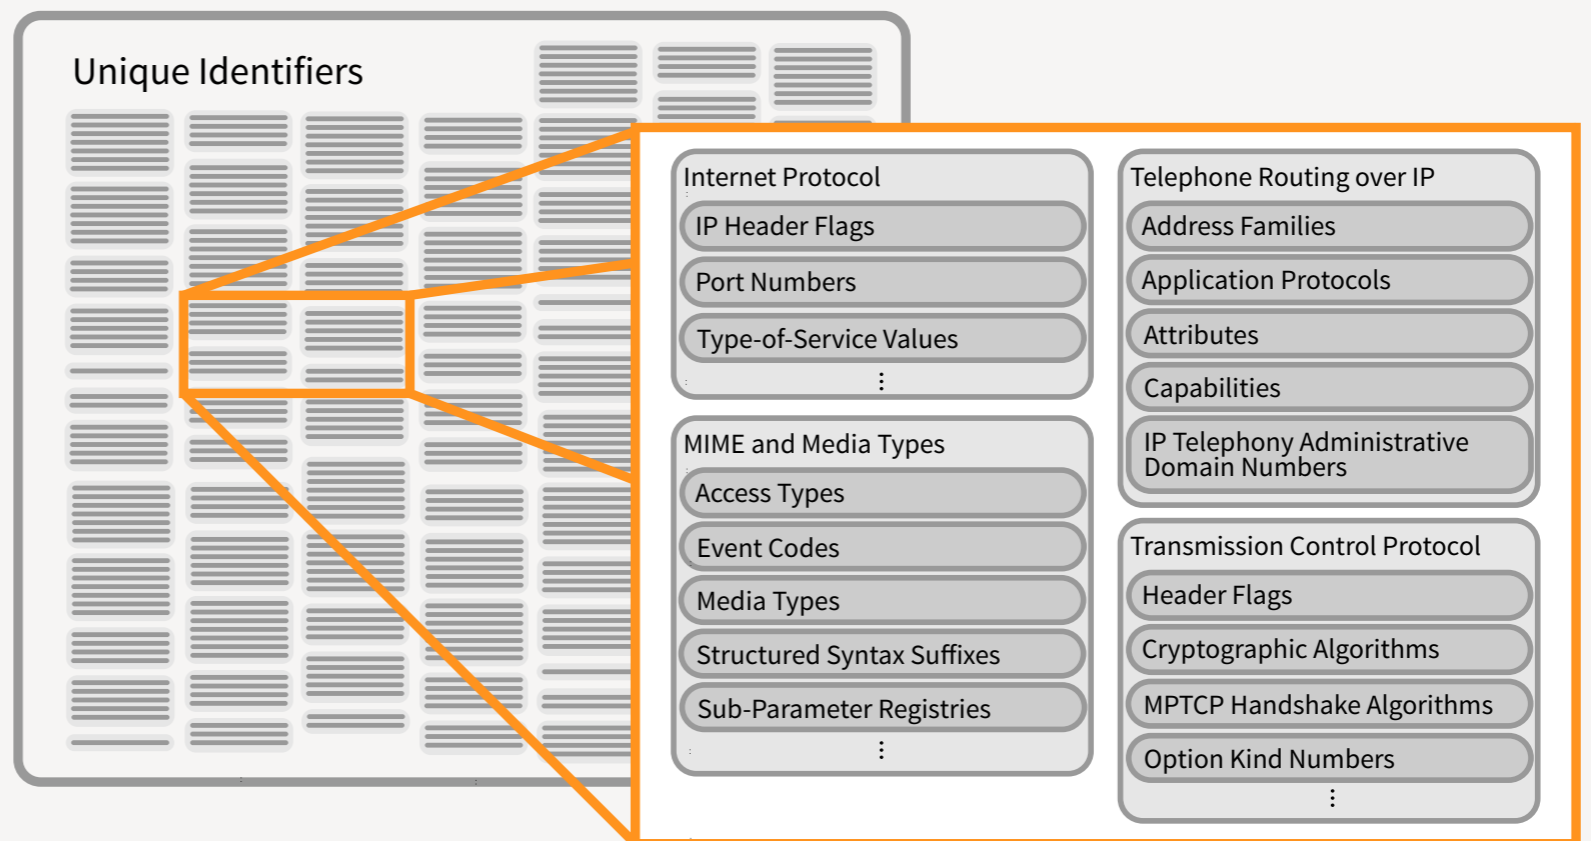 Unique Identifiers
Internet Protocol
IP Header Flags
Port Numbers
Type-of-Service Values
⋮
MIME and Media Types
Access Types
Event Codes
Media Types
Structured Syntax Suffixes
Sub-Parameter Registries
⋮
Telephone Routing over IP
Address Families
Application Protocols
Attributes
Capabilities
IP Telephony Administrative
Domain Numbers
Transmission Control Protocol
Header Flags
Cryptographic Algorithms
MPTCP Handshake Algorithms
Option Kind Numbers
⋮